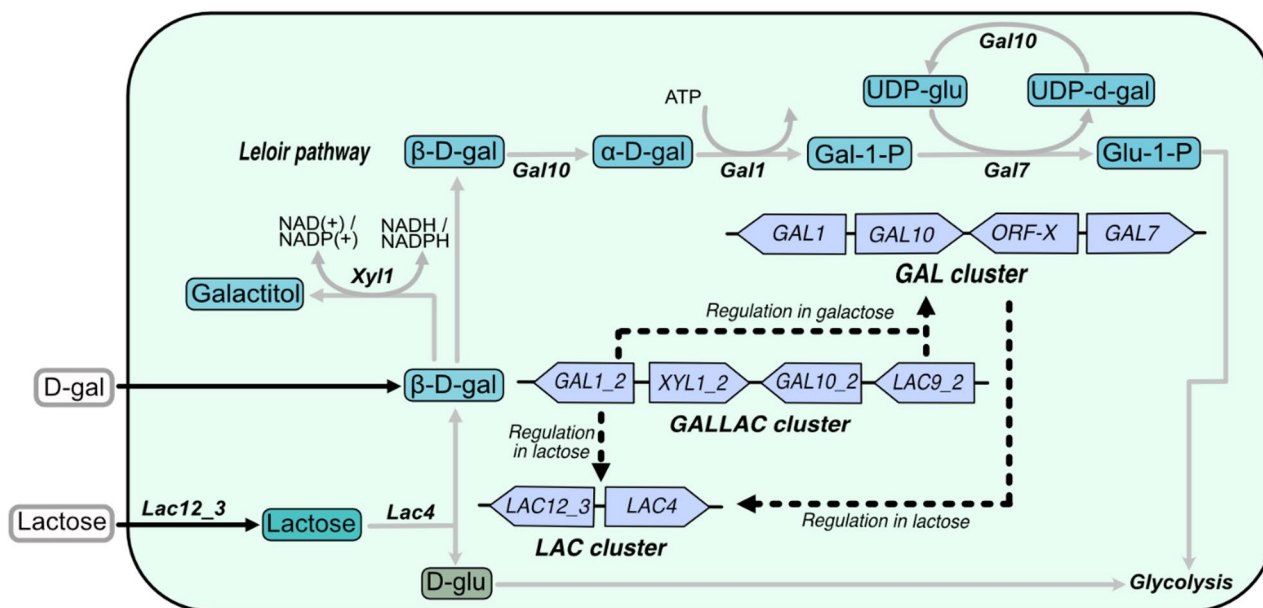 Gal10
UDP-glu
UDP-d-gal
ATP
Leloir pathway
β-D-gal
Gal10
α-D-gal
Gal1
Gal-1-P
Gal7
Glu-1-P
NAD(+) /
NADP(+)
NADH /
NADPH
Xyl1
Galactitol
GAL1
GAL10
ORF-X
GAL7
GAL cluster
Regulation in galactose
D-gal
β-D-gal
GAL1_2
XYL1_2
GAL10_2
LAC9_2
GALLAC cluster
Regulation
in lactose
Lactose
Lac12_3
Lactose
Lac4
LAC12_3
LAC4
Regulation in lactose
LAC cluster
D-glu
Glycolysis